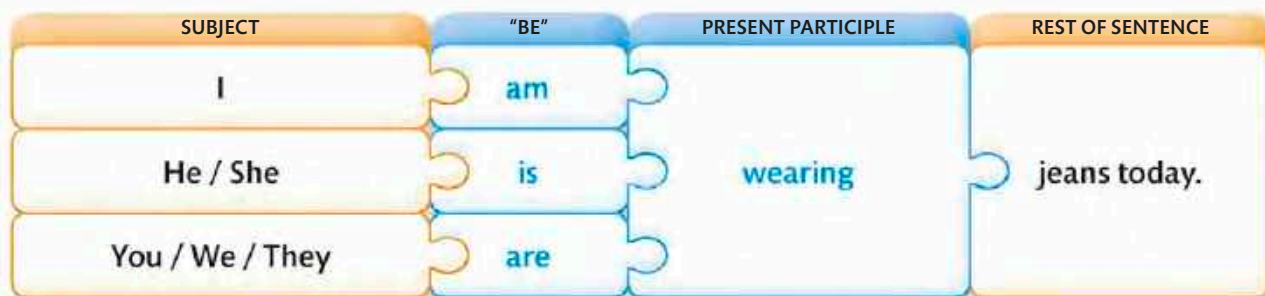 SUBJECT “BE” PRESENT PARTICIPLE REST OF SENTENCE
I am
He / She is wearing jeans today.
You / We / They are